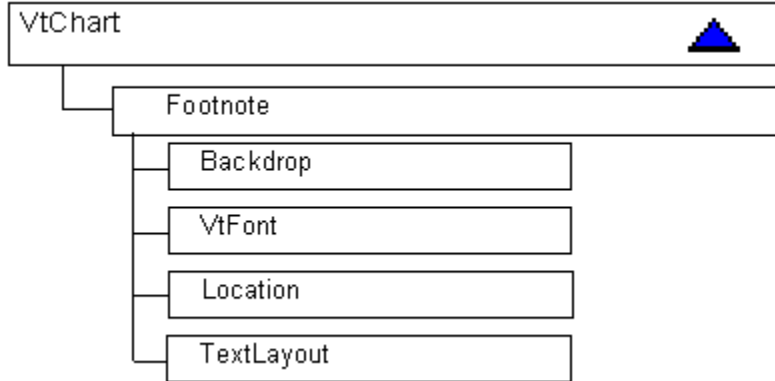 VtChart
Footnote
Backdrop
VtFont
Location
TextLayout